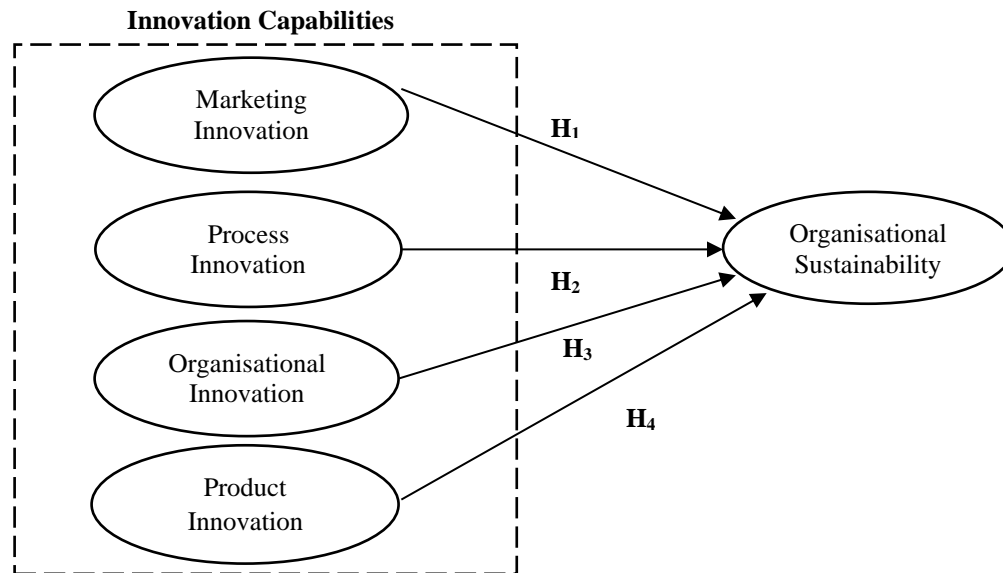 Innovation Capabilities
Marketing
Innovation
H₁
Process
Innovation
H₂
Organisational
Innovation
H₃
Product
Innovation
H₄
Organisational
Sustainability